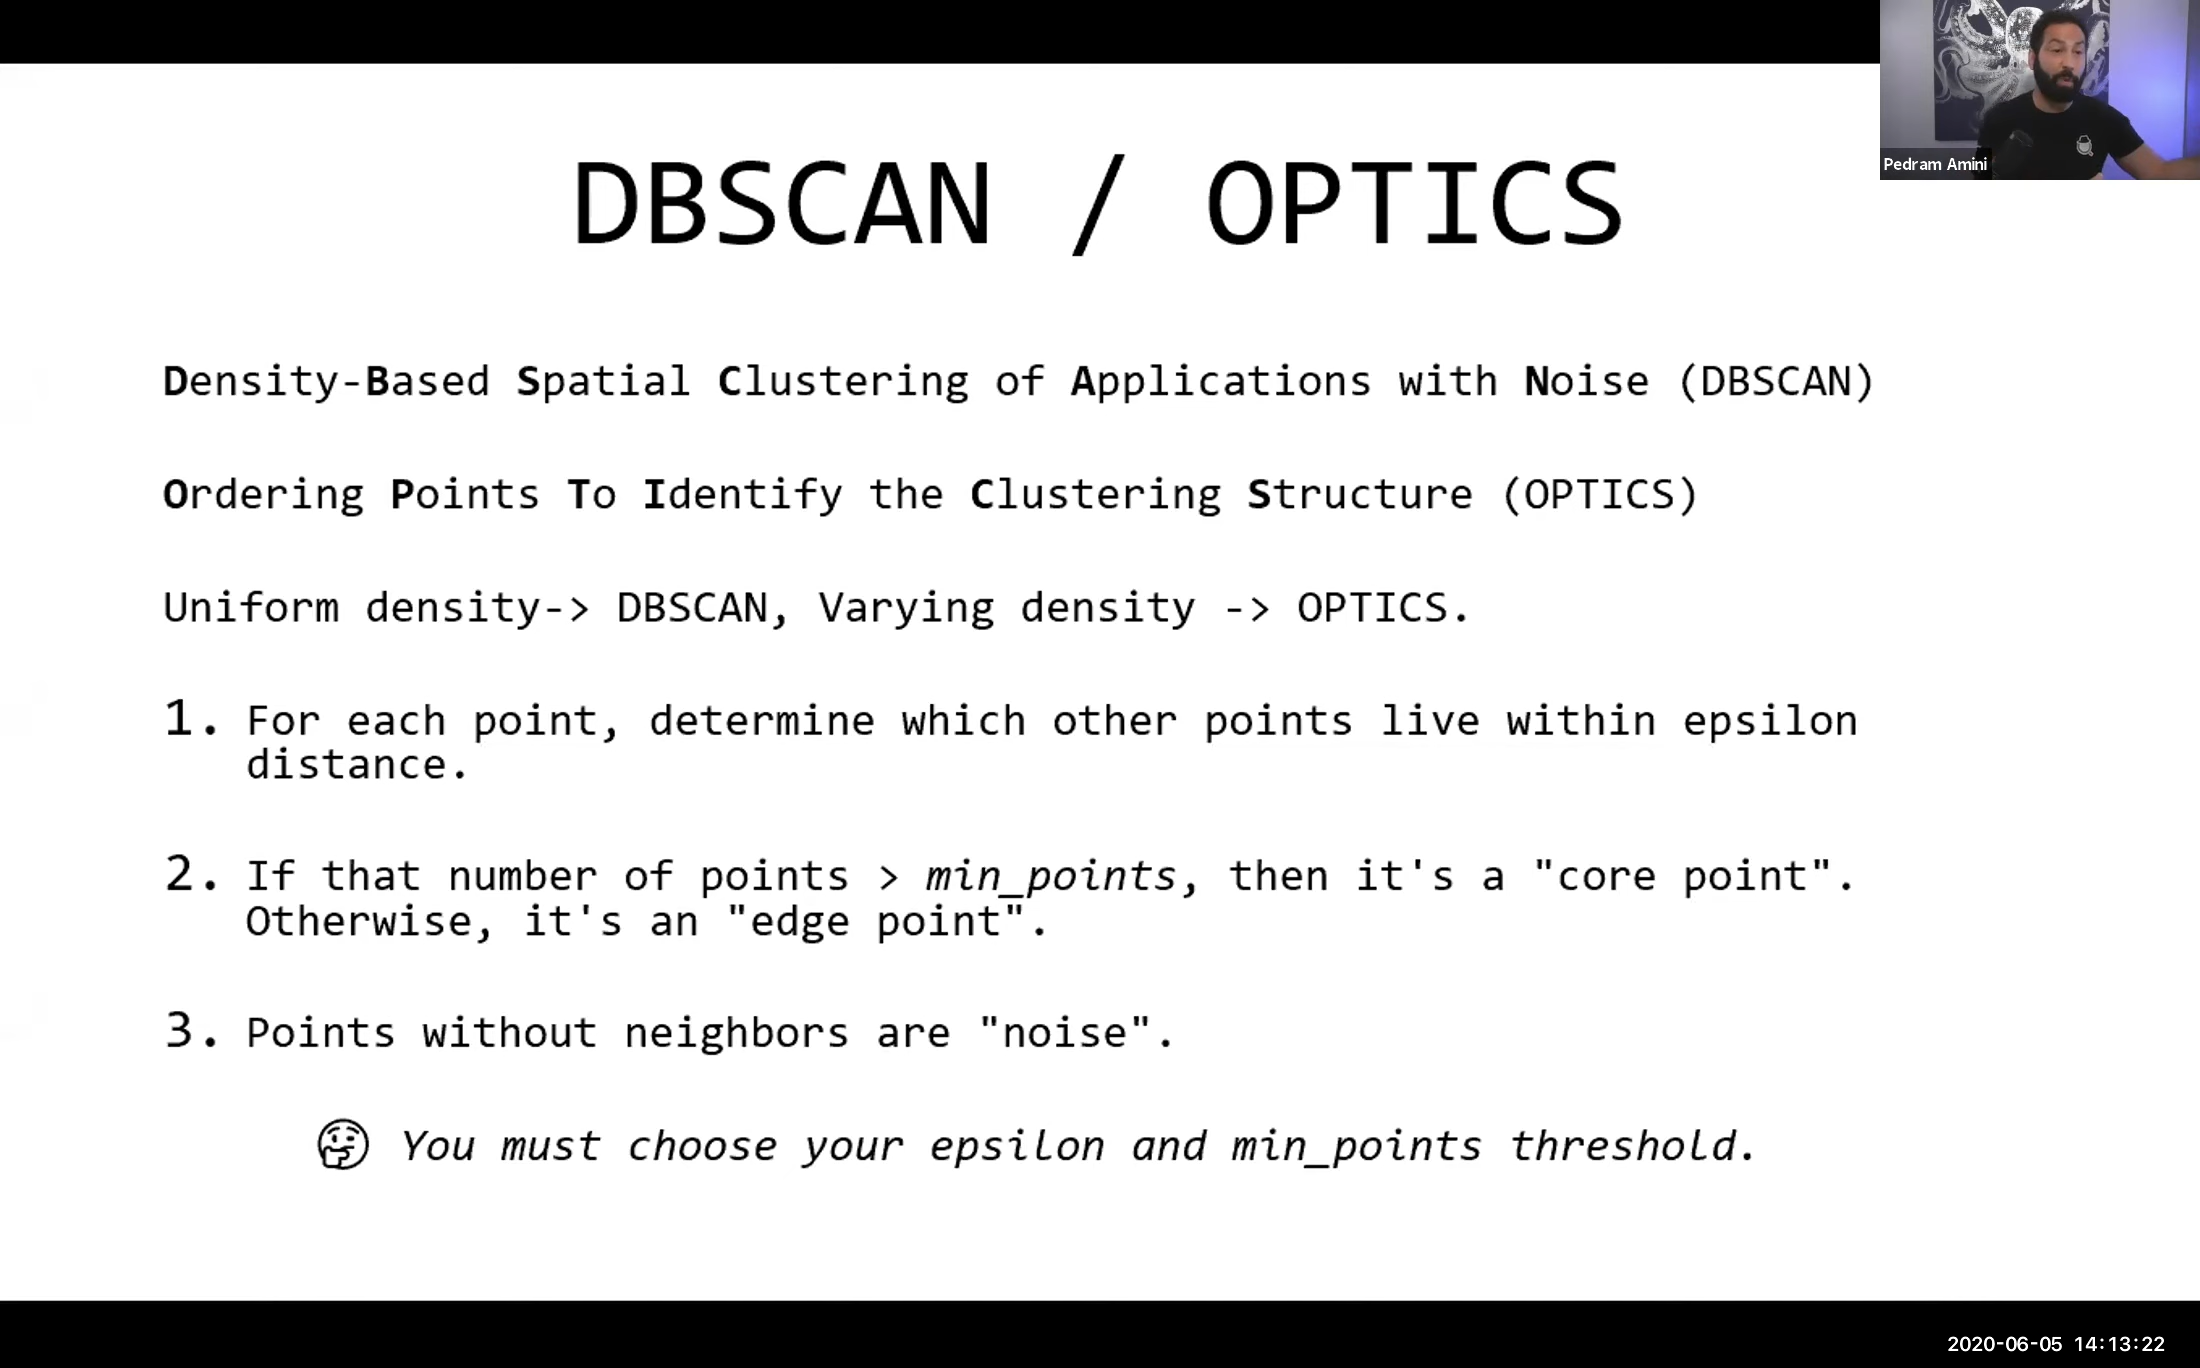 DBSCAN / OPTICS
Pedram Amini
Density-Based Spatial Clustering of Applications with Noise (DBSCAN)
Ordering Points To Identify the Clustering Structure (OPTICS)
Uniform density-> DBSCAN, Varying density -> OPTICS.
1. For each point, determine which other points live within epsilon
distance.
2. If that number of points > min_points, then it's a "core point".
Otherwise, it's an "edge point".
3. Points without neighbors are "noise".
🤔 You must choose your epsilon and min_points threshold.
2020-06-05 14:13:22